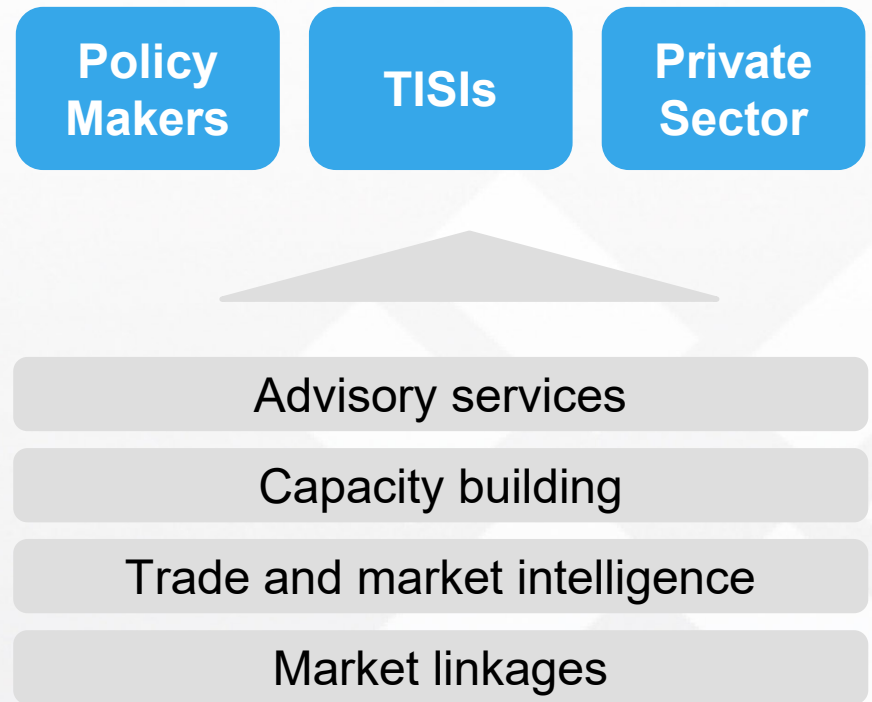 Policy
Makers
TISIs
Private
Sector
Advisory services
Capacity building
Trade and market intelligence
Market linkages